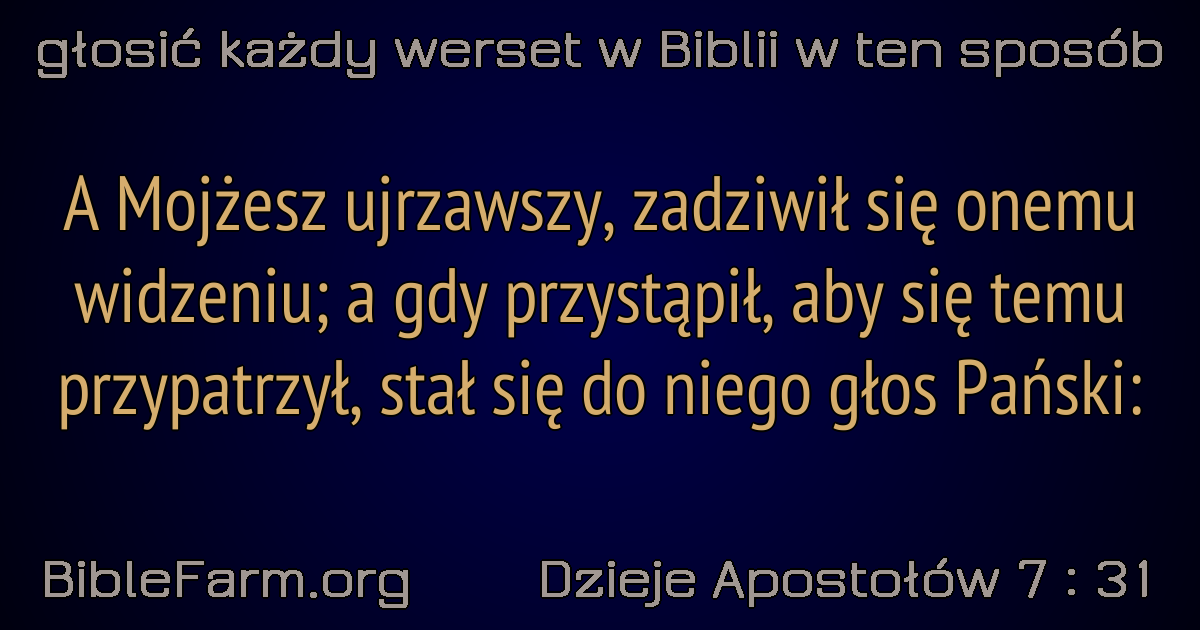 głosić każdy werset w Biblii w ten sposób
A Mojżesz ujrzawszy, zadziwił się onemu
widzeniu; a gdy przystąpił, aby się temu
przypatrzył, stał się do niego głos Pański:
BibleFarm.org
Dzieje Apostołów 7 : 31